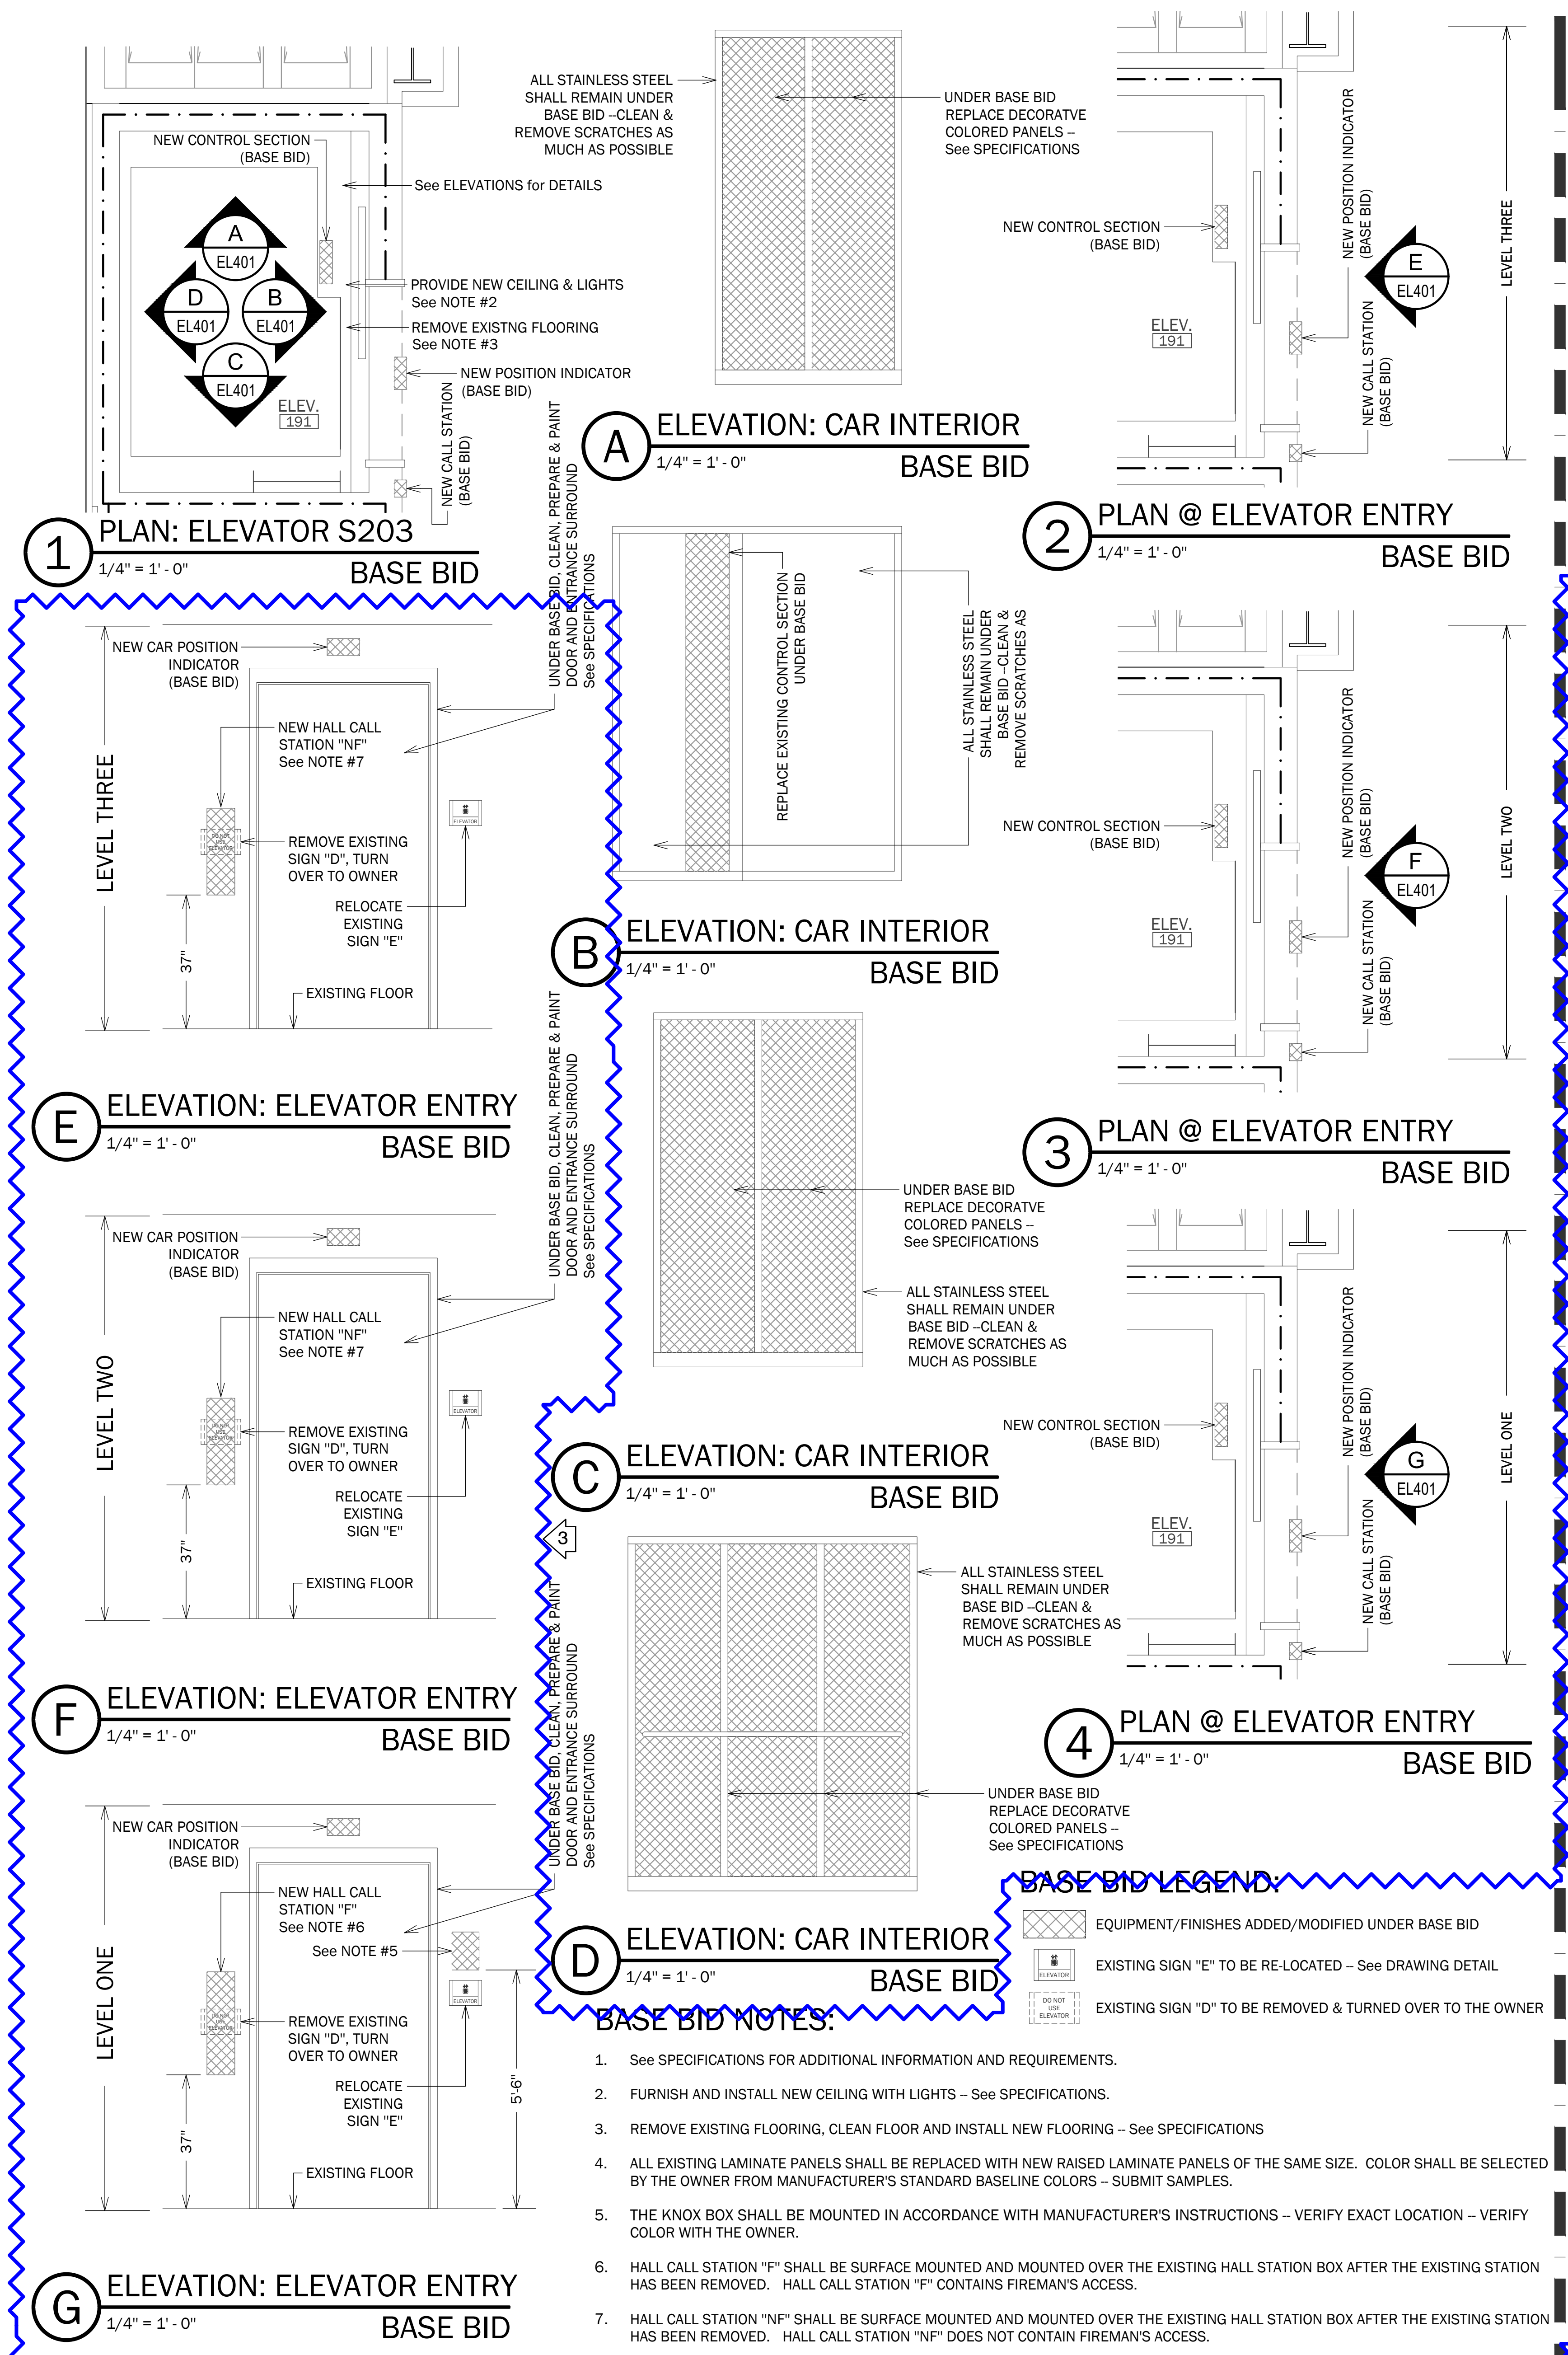 NEW CONTROL SECTION
(BASE BID)
See ELEVATIONS for DETAILS
A
EL401
D
EL401
B
EL401
C
EL401
PROVIDE NEW CEILING & LIGHTS
See NOTE #2
REMOVE EXISTNG FLOORING
See NOTE #3
NEW POSITION INDICATOR
(BASE BID)
NEW CALL STATION
(BASE BID)
ELEV.
191
1
PLAN: ELEVATOR S203
1/4" = 1' - 0"
BASE BID
ALL STAINLESS STEEL
SHALL REMAIN UNDER
BASE BID --CLEAN &
REMOVE SCRATCHES AS
MUCH AS POSSIBLE
UNDER BASE BID
REPLACE DECORATVE
COLORED PANELS --
See SPECIFICATIONS
A
ELEVATION: CAR INTERIOR
1/4" = 1' - 0"
BASE BID
NEW CONTROL SECTION
(BASE BID)
NEW POSITION INDICATOR
(BASE BID)
E
EL401
NEW CALL STATION
(BASE BID)
ELEV.
191
LEVEL THREE
2
PLAN @ ELEVATOR ENTRY
1/4" = 1' - 0"
BASE BID
NEW CAR POSITION
INDICATOR
(BASE BID)
NEW HALL CALL
STATION "NF"
See NOTE #7
UNDER BASE BID, CLEAN, PREPARE & PAINT
DOOR AND ENTRANCE SURROUND
See SPECIFICATIONS
LEVEL THREE
DO NOT
USE
ELEVATOR
REMOVE EXISTING
SIGN "D", TURN
OVER TO OWNER
ELEVATOR
RELOCATE
EXISTING
SIGN "E"
37"
EXISTING FLOOR
E
ELEVATION: ELEVATOR ENTRY
1/4" = 1' - 0"
BASE BID
REPLACE EXISTING CONTROL SECTION
UNDER BASE BID
ALL STAINLESS STEEL
SHALL REMAIN UNDER
BASE BID --CLEAN &
REMOVE SCRATCHES AS
B
ELEVATION: CAR INTERIOR
1/4" = 1' - 0"
BASE BID
NEW CONTROL SECTION
(BASE BID)
NEW POSITION INDICATOR
(BASE BID)
F
EL401
NEW CALL STATION
(BASE BID)
ELEV.
191
LEVEL TWO
3
PLAN @ ELEVATOR ENTRY
1/4" = 1' - 0"
BASE BID
NEW CAR POSITION
INDICATOR
(BASE BID)
NEW HALL CALL
STATION "NF"
See NOTE #7
UNDER BASE BID, CLEAN, PREPARE & PAINT
DOOR AND ENTRANCE SURROUND
See SPECIFICATIONS
LEVEL TWO
DO NOT
USE
ELEVATOR
REMOVE EXISTING
SIGN "D", TURN
OVER TO OWNER
ELEVATOR
RELOCATE
EXISTING
SIGN "E"
37"
EXISTING FLOOR
F
ELEVATION: ELEVATOR ENTRY
1/4" = 1' - 0"
BASE BID
UNDER BASE BID
REPLACE DECORATVE
COLORED PANELS --
See SPECIFICATIONS
ALL STAINLESS STEEL
SHALL REMAIN UNDER
BASE BID --CLEAN &
REMOVE SCRATCHES AS
MUCH AS POSSIBLE
C
ELEVATION: CAR INTERIOR
1/4" = 1' - 0"
BASE BID
3
NEW CONTROL SECTION
(BASE BID)
NEW POSITION INDICATOR
(BASE BID)
G
EL401
NEW CALL STATION
(BASE BID)
ELEV.
191
LEVEL ONE
4
PLAN @ ELEVATOR ENTRY
1/4" = 1' - 0"
BASE BID
NEW CAR POSITION
INDICATOR
(BASE BID)
NEW HALL CALL
STATION "F"
See NOTE #6
See NOTE #5
UNDER BASE BID, CLEAN, PREPARE & PAINT
DOOR AND ENTRANCE SURROUND
See SPECIFICATIONS
LEVEL ONE
DO NOT
USE
ELEVATOR
REMOVE EXISTING
SIGN "D", TURN
OVER TO OWNER
ELEVATOR
RELOCATE
EXISTING
SIGN "E"
37"
5'-6"
EXISTING FLOOR
G
ELEVATION: ELEVATOR ENTRY
1/4" = 1' - 0"
BASE BID
ALL STAINLESS STEEL
SHALL REMAIN UNDER
BASE BID --CLEAN &
REMOVE SCRATCHES AS
MUCH AS POSSIBLE
UNDER BASE BID
REPLACE DECORATVE
COLORED PANELS --
See SPECIFICATIONS
D
ELEVATION: CAR INTERIOR
1/4" = 1' - 0"
BASE BID
BASE BID LEGEND:
EQUIPMENT/FINISHES ADDED/MODIFIED UNDER BASE BID
ELEVATOR
EXISTING SIGN "E" TO BE RE-LOCATED -- See DRAWING DETAIL
DO NOT
USE
ELEVATOR
EXISTING SIGN "D" TO BE REMOVED & TURNED OVER TO THE OWNER
BASE BID NOTES:
1. See SPECIFICATIONS FOR ADDITIONAL INFORMATION AND REQUIREMENTS.
2. FURNISH AND INSTALL NEW CEILING WITH LIGHTS -- See SPECIFICATIONS.
3. REMOVE EXISTING FLOORING, CLEAN FLOOR AND INSTALL NEW FLOORING -- See SPECIFICATIONS
4. ALL EXISTING LAMINATE PANELS SHALL BE REPLACED WITH NEW RAISED LAMINATE PANELS OF THE SAME SIZE. COLOR SHALL BE SELECTED
BY THE OWNER FROM MANUFACTURER'S STANDARD BASELINE COLORS -- SUBMIT SAMPLES.
5. THE KNOX BOX SHALL BE MOUNTED IN ACCORDANCE WITH MANUFACTURER'S INSTRUCTIONS -- VERIFY EXACT LOCATION -- VERIFY
COLOR WITH THE OWNER.
6. HALL CALL STATION "F" SHALL BE SURFACE MOUNTED AND MOUNTED OVER THE EXISTING HALL STATION BOX AFTER THE EXISTING STATION
HAS BEEN REMOVED. HALL CALL STATION "F" CONTAINS FIREMAN'S ACCESS.
7. HALL CALL STATION "NF" SHALL BE SURFACE MOUNTED AND MOUNTED OVER THE EXISTING HALL STATION BOX AFTER THE EXISTING STATION
HAS BEEN REMOVED. HALL CALL STATION "NF" DOES NOT CONTAIN FIREMAN'S ACCESS.